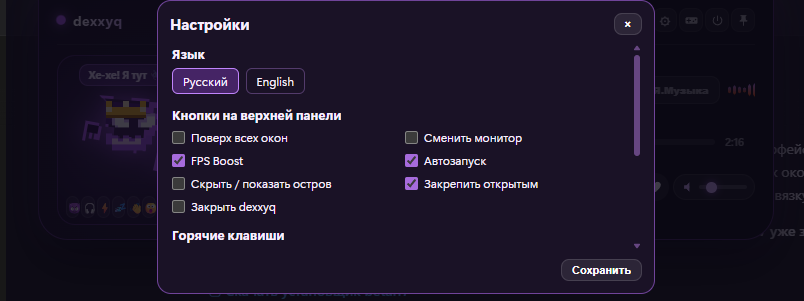 dexxyq
Настройки
×
Хе-хе! Я тут
Язык
Русский
English
Я.Музыка
Кнопки на верхней панели
Поверх всех окон
Сменить монитор
2:16
FPS Boost
Автозапуск
Скрыть / показать остров
Закрепить открытым
Закрыть dexxyq
Горячие клавиши
Сохранить